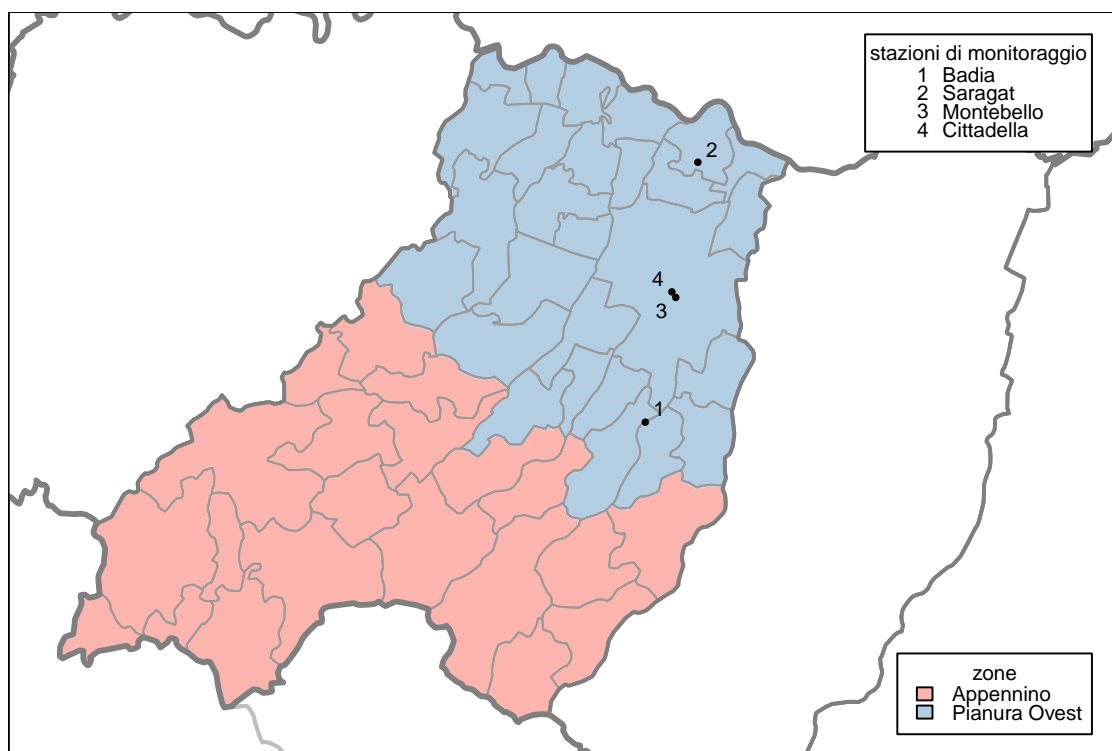 stazioni di monitoraggio
1 Badia
2 Saragat
3 Montebello
4 Cittadella
2
4
3
1
zone
Appennino
Pianura Ovest